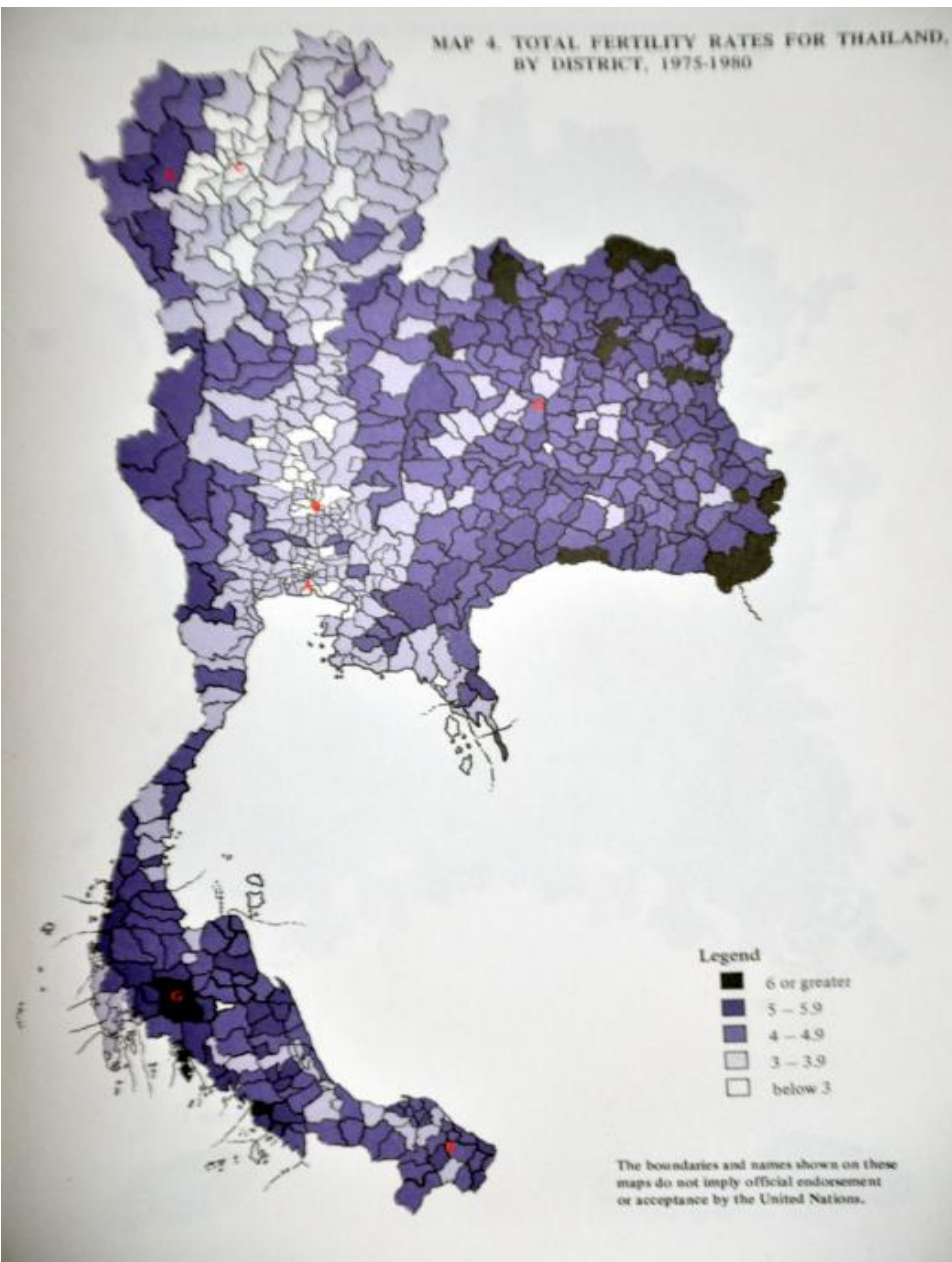 MAP 4. TOTAL FERTILITY RATES FOR THAILAND,
BY DISTRICT, 1975-1980
G
Legend
6 or greater
5 – 5.9
4 – 4.9
3 – 3.9
below 3
The boundaries and names shown on these
maps do not imply official endorsement
or acceptance by the United Nations.